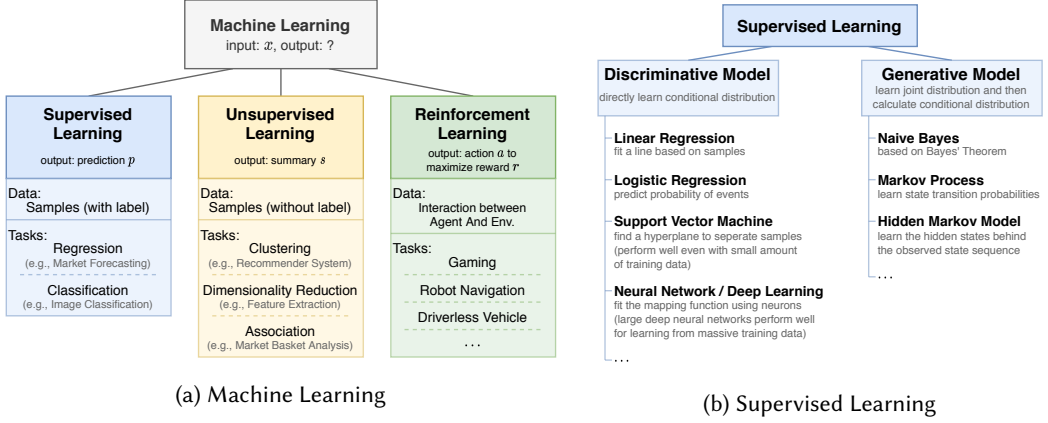 Machine Learning
input: x, output: ?
Supervised
Learning
output: prediction p
Data:
Samples (with label)
Tasks:
Regression
(e.g., Market Forecasting)
Classification
(e.g., Image Classification)
Unsupervised
Learning
output: summary s
Data:
Samples (without label)
Tasks:
Clustering
(e.g., Recommender System)
Dimensionality Reduction
(e.g., Feature Extraction)
Association
(e.g., Market Basket Analysis)
Reinforcement
Learning
output: action a to
maximize reward r
Data:
Interaction between
Agent And Env.
Tasks:
Gaming
Robot Navigation
Driverless Vehicle
...
(a) Machine Learning
Supervised Learning
Discriminative Model
directly learn conditional distribution
Linear Regression
fit a line based on samples
Logistic Regression
predict probability of events
Support Vector Machine
find a hyperplane to seperate samples
(perform well even with small amount
of training data)
Neural Network / Deep Learning
fit the mapping function using neurons
(large deep neural networks perform well
for learning from massive training data)
...
Generative Model
learn joint distribution and then
calculate conditional distribution
Naive Bayes
based on Bayes' Theorem
Markov Process
learn state transition probabilities
Hidden Markov Model
learn the hidden states behind
the observed state sequence
...
(b) Supervised Learning